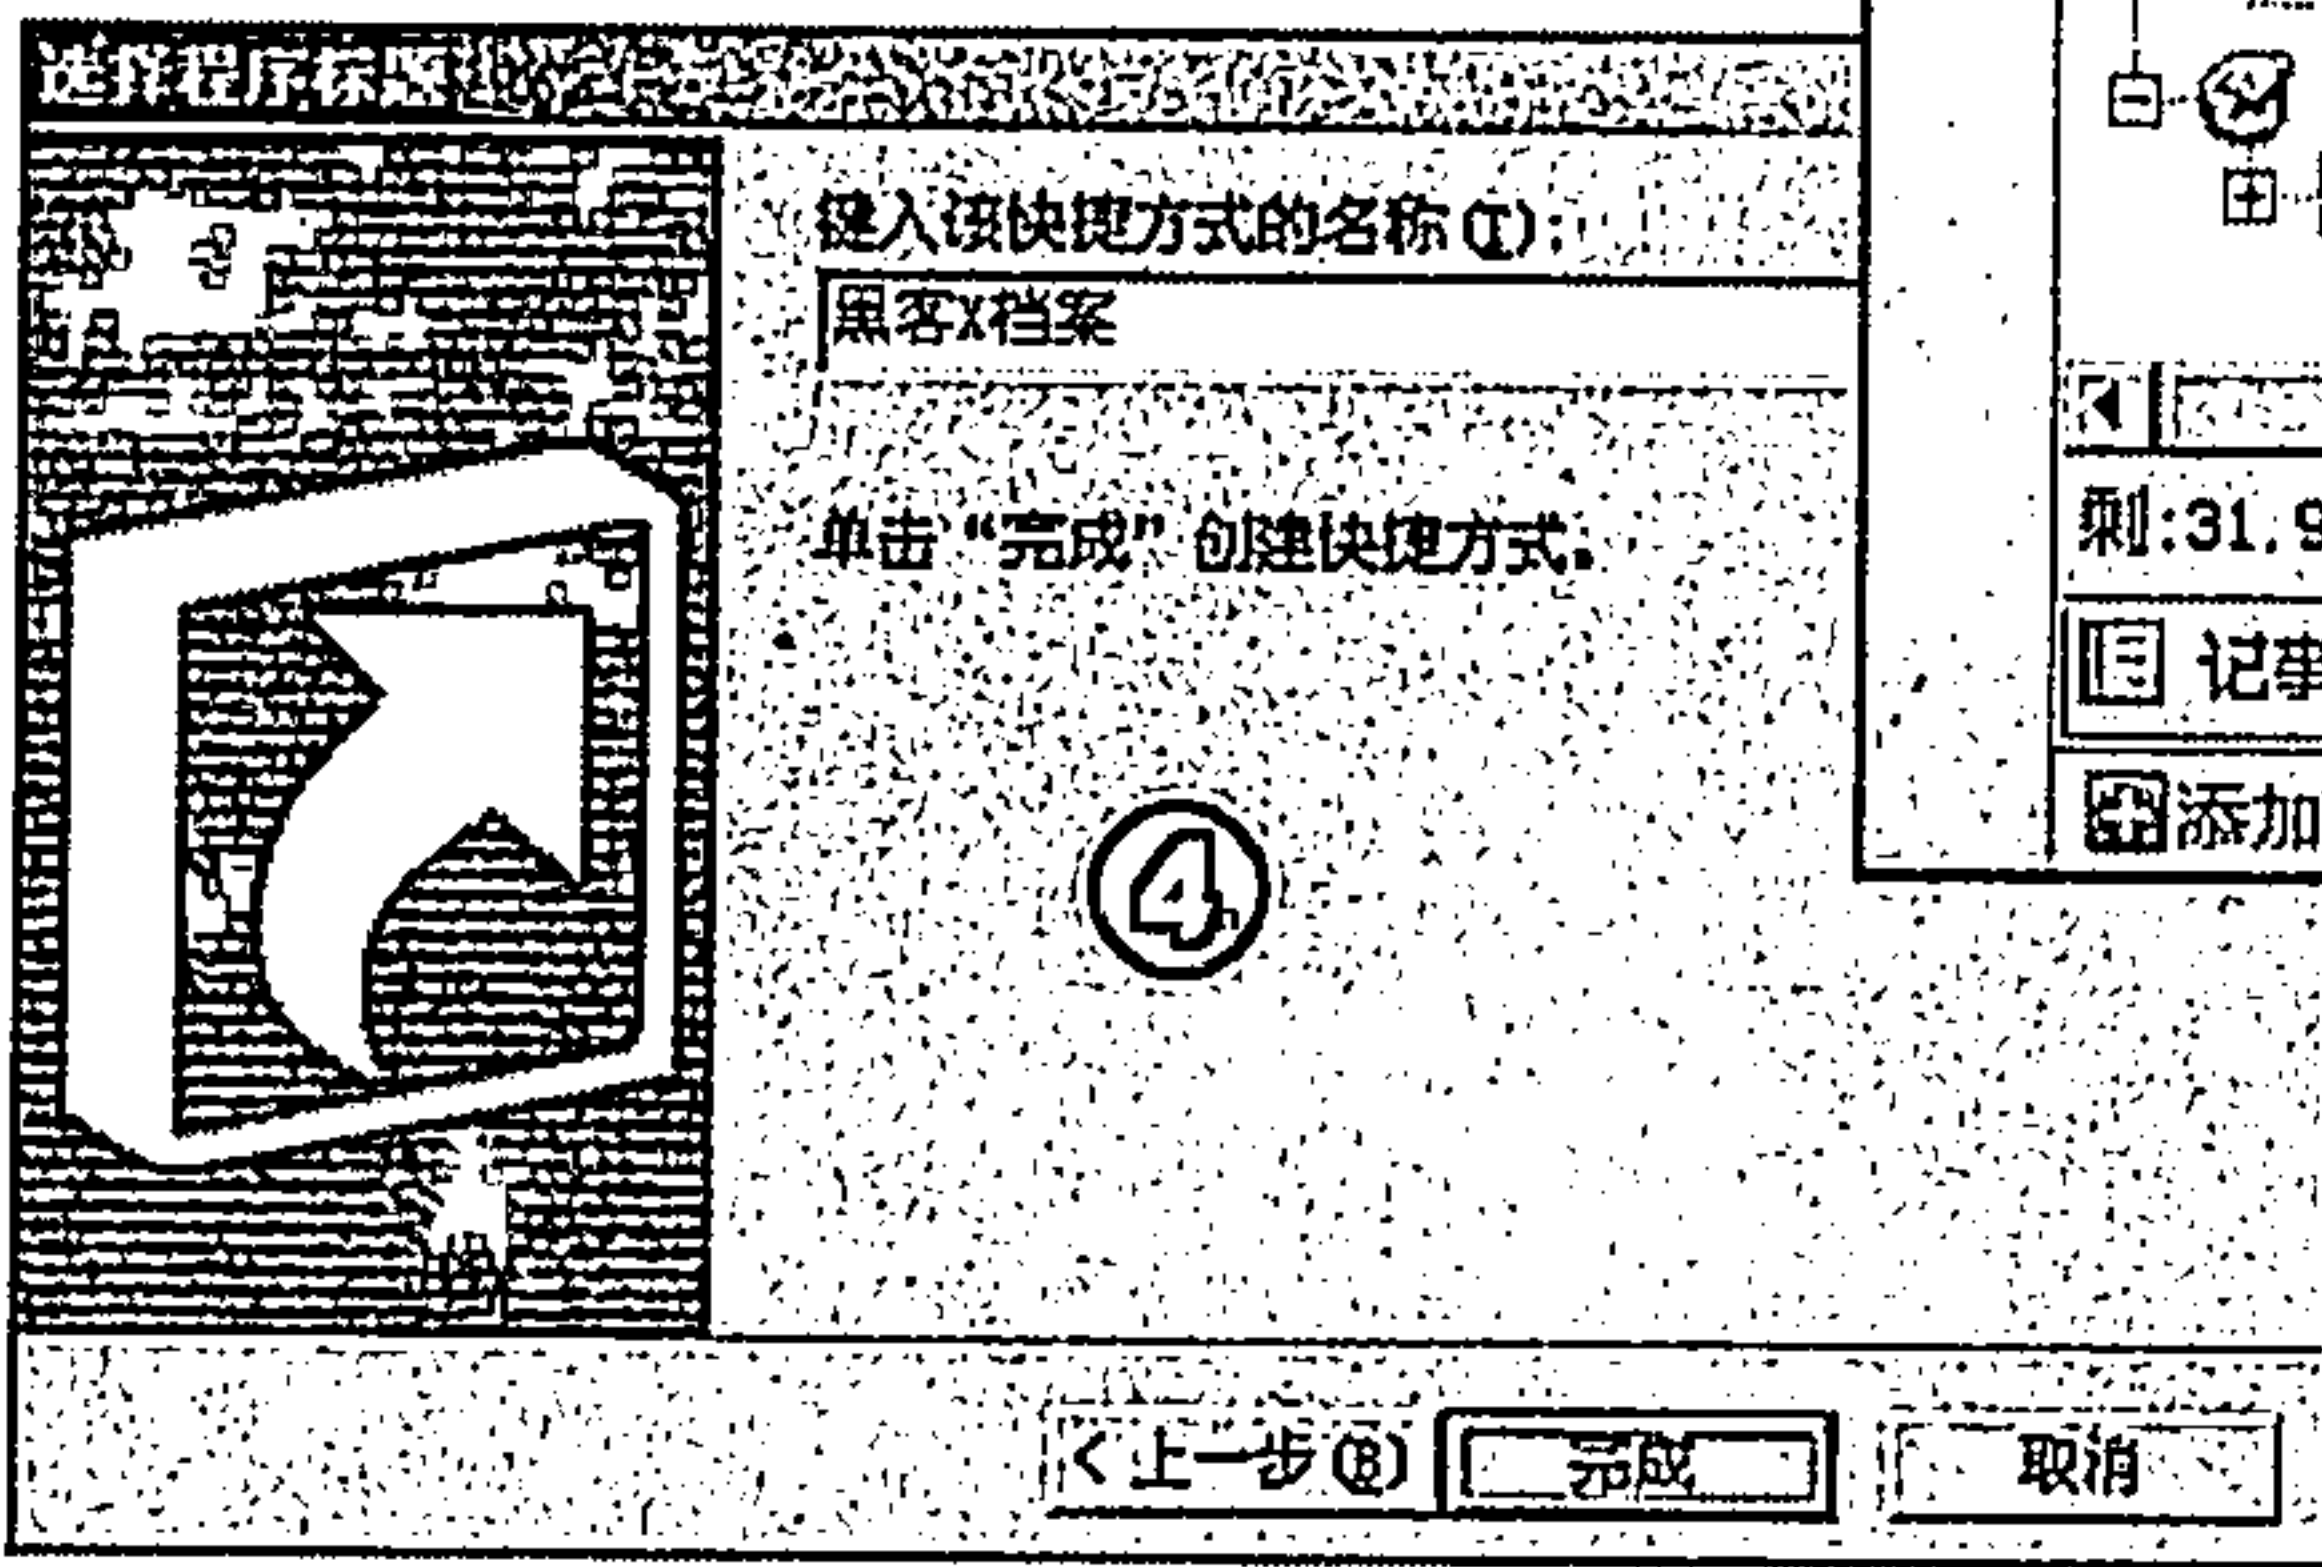 选择程序标题
键入该快捷方式的名称(T):
黑客X档案
单击“完成”创建快捷方式。
④
<上一步(B)
完成
取消
剩:31.9
记事
添加